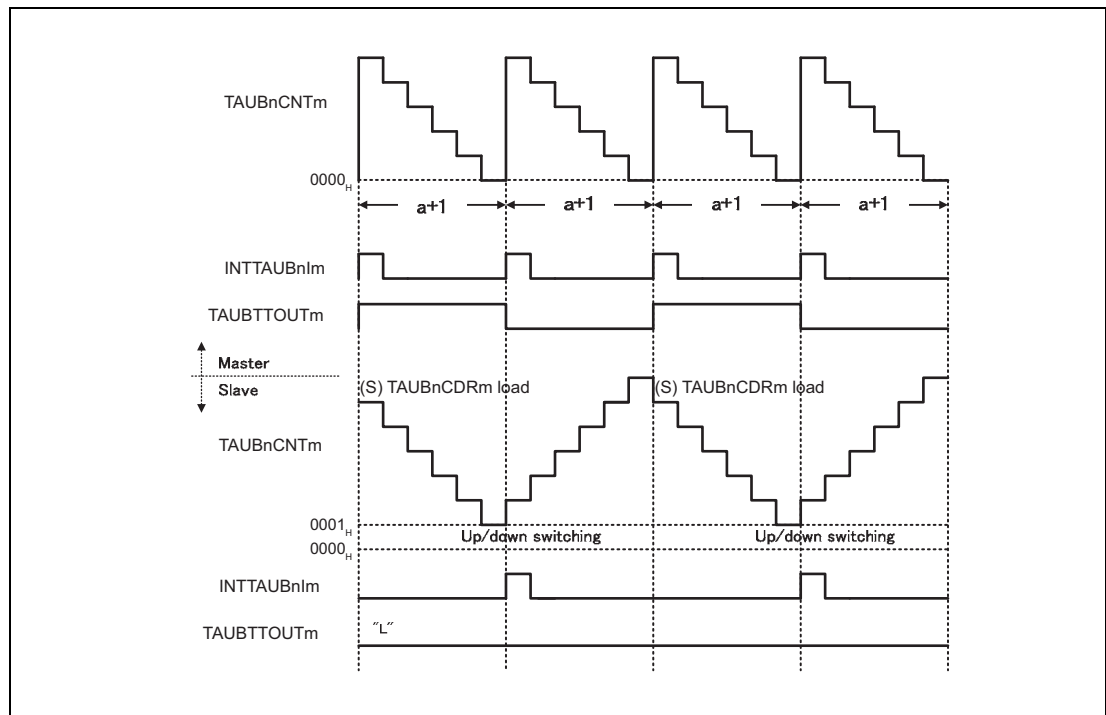 TAUBnCNTm
0000H
a+1 a+1 a+1 a+1
INTTAUBnIm
TAUBTTOUTm
Master
Slave
(S) TAUBnCDRm load (S) TAUBnCDRm load
TAUBnCNTm
0001H
Up/down switching Up/down switching
0000H
INTTAUBnIm
"L"
TAUBTTOUTm